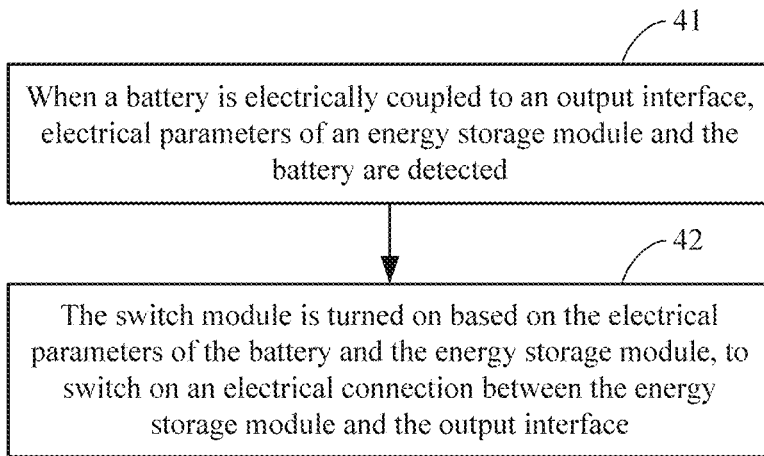 41
When a battery is electrically coupled to an output interface,
electrical parameters of an energy storage module and the
battery are detected
42
The switch module is turned on based on the electrical
parameters of the battery and the energy storage module, to
switch on an electrical connection between the energy
storage module and the output interface